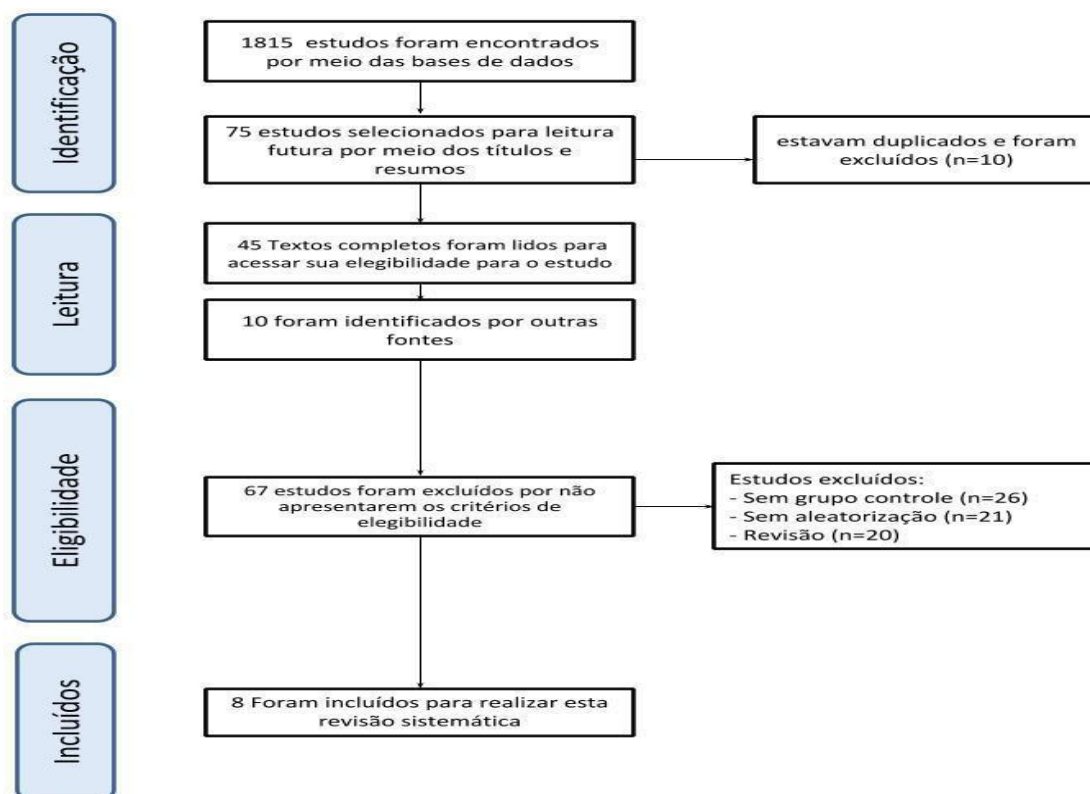 Identificação
1815 estudos foram encontrados
por meio das bases de dados
75 estudos selecionados para leitura
futura por meio dos títulos e
resumos
estavam duplicados e foram
excluídos (n=10)
Leitura
45 Textos completos foram lidos para
acessar sua elegibilidade para o estudo
10 foram identificados por outras
fontes
Eligibilidade
67 estudos foram excluídos por não
apresentarem os critérios de
elegibilidade
Estudos excluídos:
- Sem grupo controle (n=26)
- Sem aleatorização (n=21)
- Revisão (n=20)
Incluídos
8 Foram incluídos para realizar esta
revisão sistemática